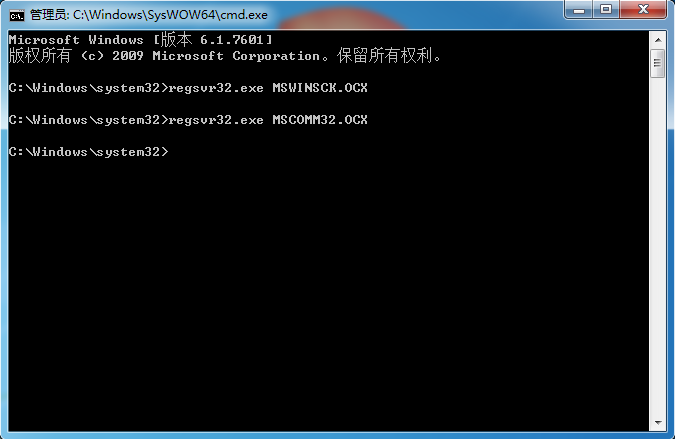 管理员: C:\Windows\SysWOW64\cmd.exe
Microsoft Windows [版本 6.1.7601]
版权所有 (c) 2009 Microsoft Corporation。保留所有权利。
C:\Windows\system32>regsvr32.exe MSWINSCK.OCX
C:\Windows\system32>regsvr32.exe MSCOMM32.OCX
C:\Windows\system32>